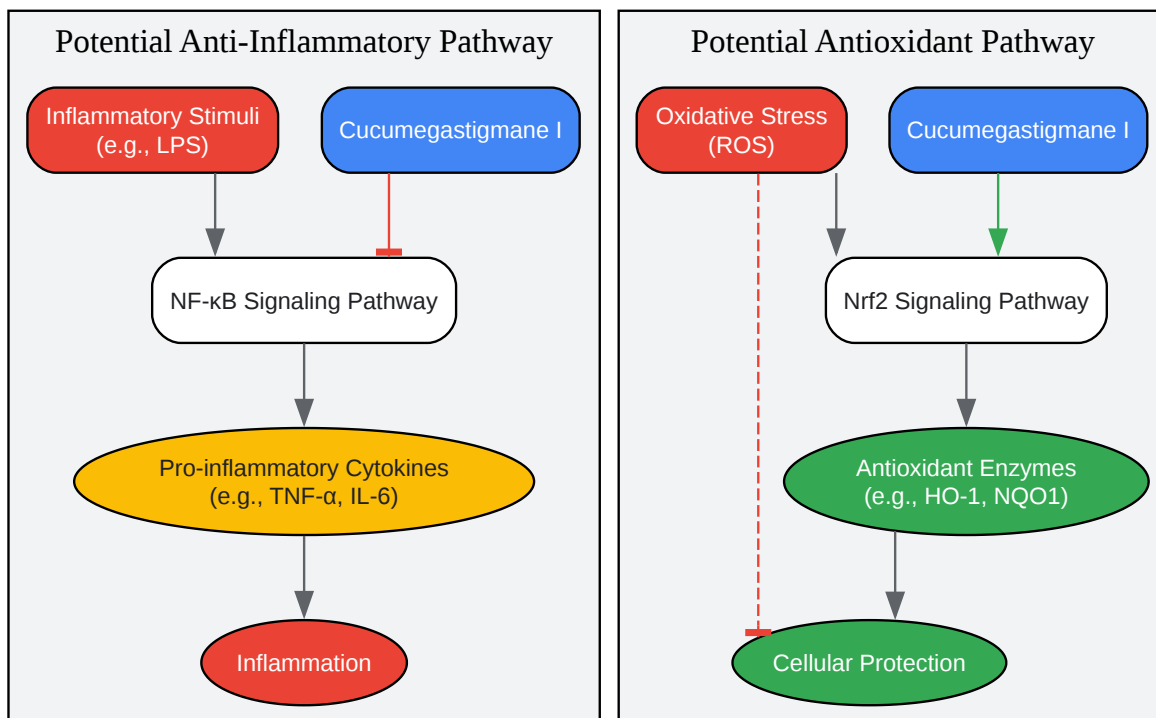 Potential Anti-Inflammatory Pathway
Inflammatory Stimuli
(e.g., LPS)
Cucumegastigmane I
NF-κB Signaling Pathway
Pro-inflammatory Cytokines
(e.g., TNF-α, IL-6)
Inflammation
Potential Antioxidant Pathway
Oxidative Stress
(ROS)
Cucumegastigmane I
Nrf2 Signaling Pathway
Antioxidant Enzymes
(e.g., HO-1, NQO1)
Cellular Protection